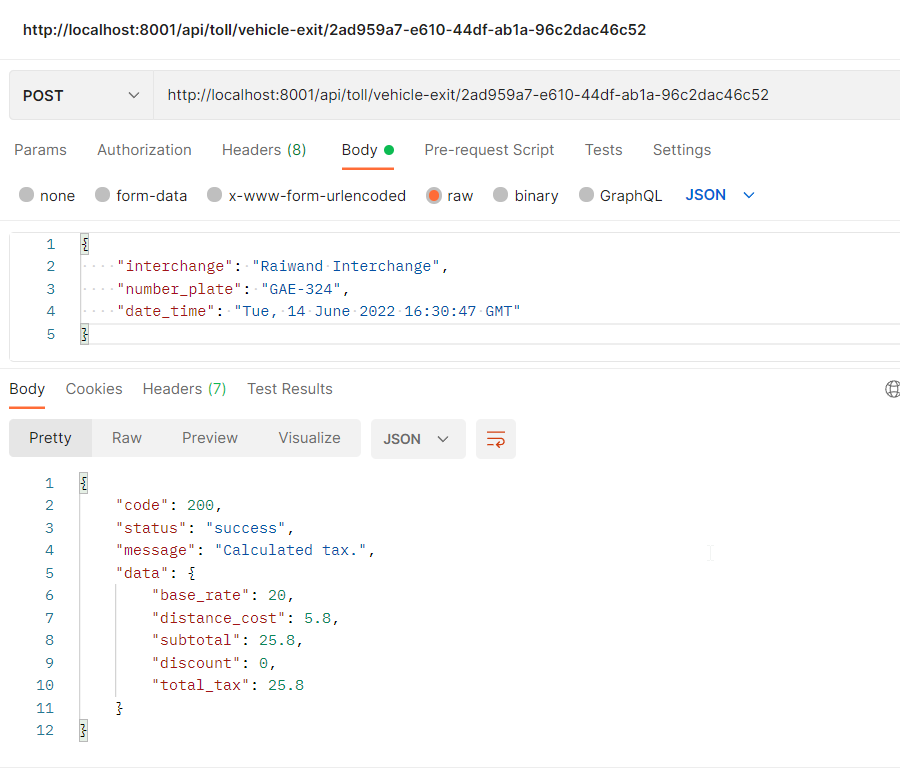 http://localhost:8001/api/toll/vehicle-exit/2ad959a7-e610-44df-ab1a-96c2dac46c52
POST http://localhost:8001/api/toll/vehicle-exit/2ad959a7-e610-44df-ab1a-96c2dac46c52
Params Authorization Headers (8) Body Pre-request Script Tests Settings
none form-data x-www-form-urlencoded raw binary GraphQL JSON
1 {
2 "interchange": "Raiwand Interchange",
3 "number_plate": "GAE-324",
4 "date_time": "Tue, 14 June 2022 16:30:47 GMT"
5 }
Body Cookies Headers (7) Test Results
Pretty Raw Preview Visualize JSON
1 {
2 "code": 200,
3 "status": "success",
4 "message": "Calculated tax.",
5 "data": {
6 "base_rate": 20,
7 "distance_cost": 5.8,
8 "subtotal": 25.8,
9 "discount": 0,
10 "total_tax": 25.8
11 }
12 }